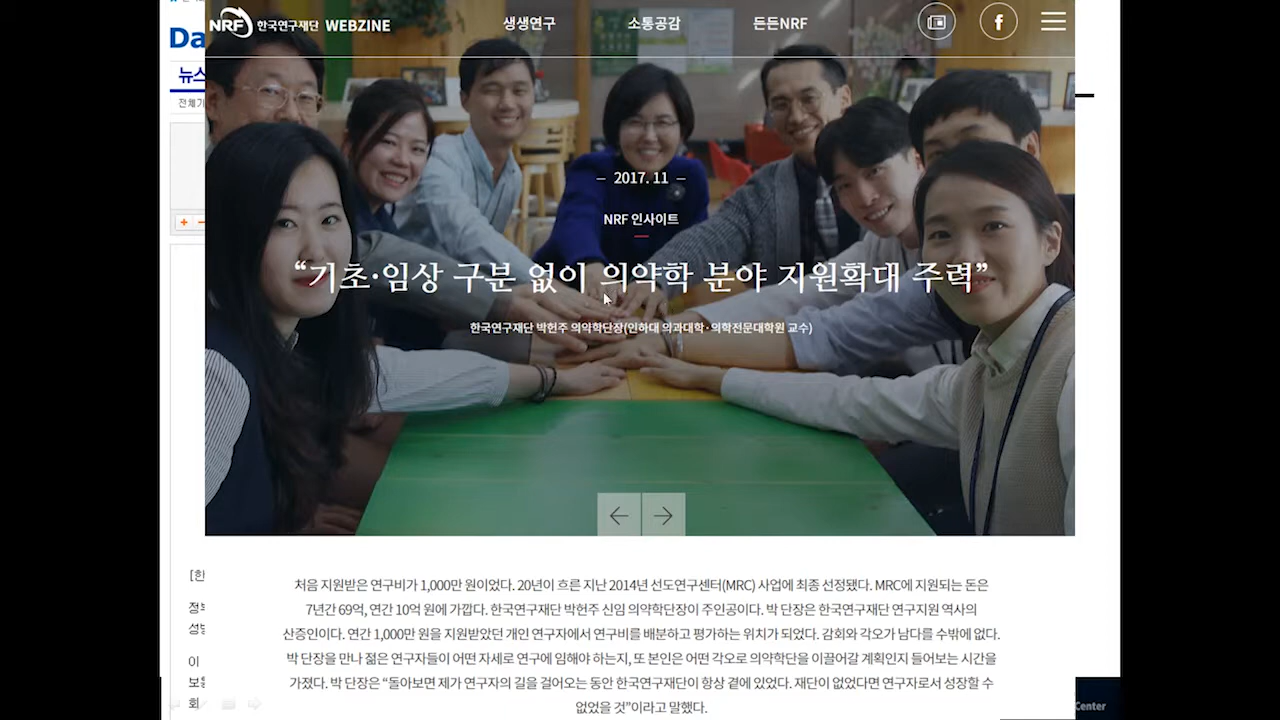 Da
뉴스
전체기
NRF 한국연구재단 WEBZINE
생생연구
소통공감
든든NRF
f
– 2017. 11 –
NRF 인사이트
“기초·임상 구분 없이 의약학 분야 지원확대 주력”
한국연구재단 박헌주 의약학단장(인하대 의과대학·의학전문대학원 교수)
처음 지원받은 연구비가 1,000만 원이었다. 20년이 흐른 지난 2014년 선도연구센터(MRC) 사업에 최종 선정됐다. MRC에 지원되는 돈은
7년간 69억, 연간 10억 원에 가깝다. 한국연구재단 박헌주 신임 의약학단장이 주인공이다. 박 단장은 한국연구재단 연구지원 역사의
산증인이다. 연간 1,000만 원을 지원받았던 개인 연구자에서 연구비를 배분하고 평가하는 위치가 되었다. 감회와 각오가 남다를 수밖에 없다.
박 단장을 만나 젊은 연구자들이 어떤 자세로 연구에 임해야 하는지, 또 본인은 어떤 각오로 의약학단을 이끌어갈 계획인지 들어보는 시간을
가졌다. 박 단장은 “돌아보면 제가 연구자의 길을 걸어오는 동안 한국연구재단이 항상 곁에 있었다. 재단이 없었다면 연구자로서 성장할 수
없었을 것”이라고 말했다.
[한
이
회
Center